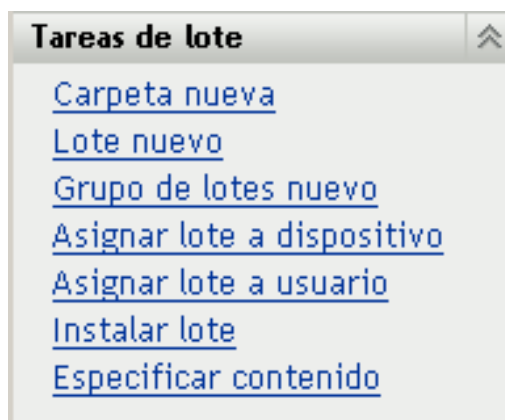 Tareas de lote
Carpeta nueva
Lote nuevo
Grupo de lotes nuevo
Asignar lote a dispositivo
Asignar lote a usuario
Instalar lote
Especificar contenido